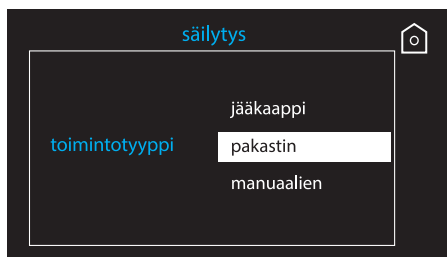 säilytys
jääkaappi
toimintotyyppi
pakastin
manuaalien